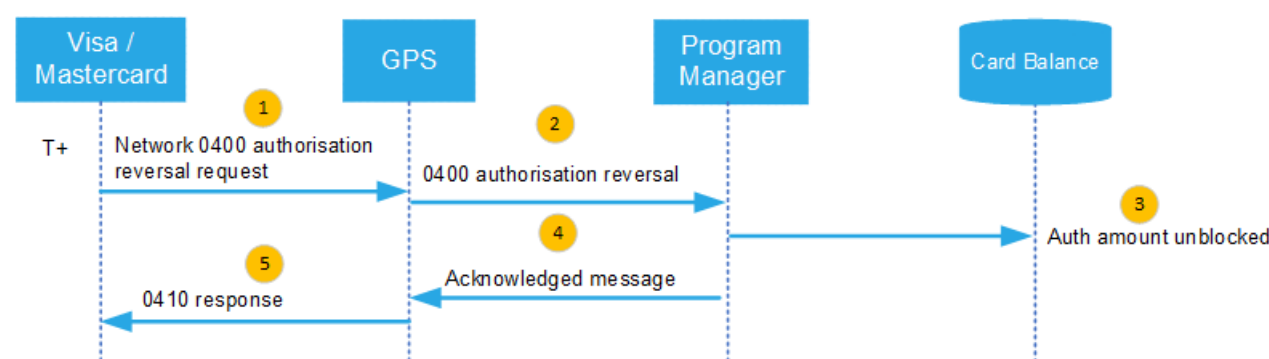 Visa /
Mastercard
GPS
Program
Manager
Card Balance
1
2
T+
Network 0400 authorisation
reversal request
0400 authorisation reversal
3
Auth amount unblocked
4
Acknowledged message
5
0410 response